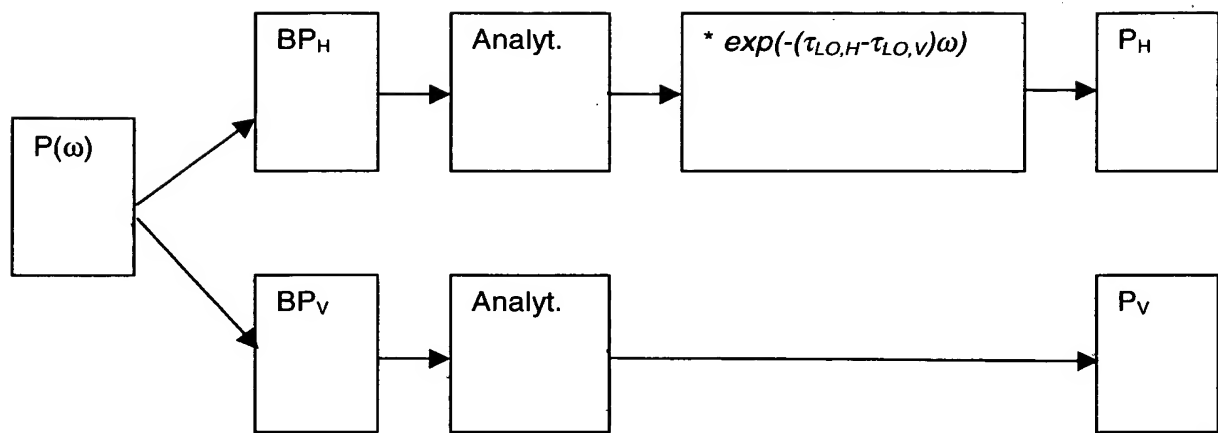 BP_H
Analyt.
* exp(-(τ_LO,H-τ_LO,V)ω)
P_H
P(ω)
BP_V
Analyt.
P_V